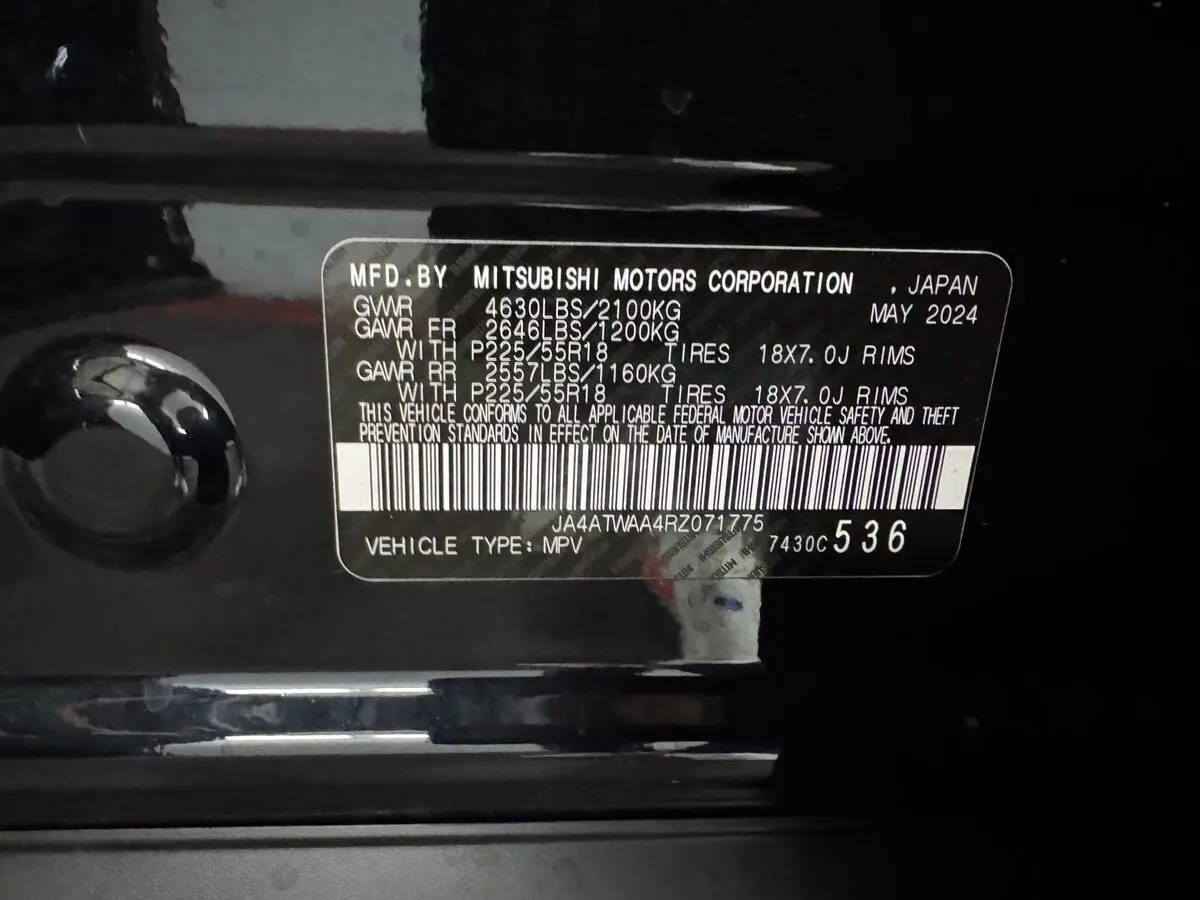 MFD.BY MITSUBISHI MOTORS CORPORATION , JAPAN
GVWR 4630LBS/2100KG MAY 2024
GAWR FR 2646LBS/1200KG
WITH P225/55R18 TIRES 18X7.0J RIMS
GAWR RR 2557LBS/1160KG
WITH P225/55R18 TIRES 18X7.0J RIMS
THIS VEHICLE CONFORMS TO ALL APPLICABLE FEDERAL MOTOR VEHICLE SAFETY AND THEFT
PREVENTION STANDARDS IN EFFECT ON THE DATE OF MANUFACTURE SHOWN ABOVE.
JA4ATWAA4RZ071775
VEHICLE TYPE: MPV 7430C 536